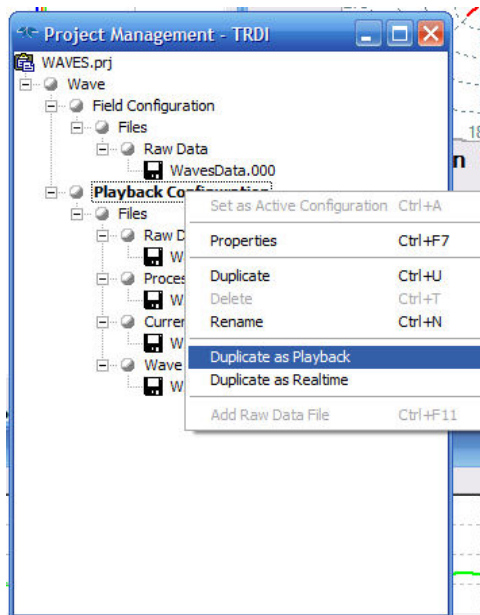 Project Management - TRDI
WAVES.prj
Wave
Field Configuration
Files
Raw Data
WavesData.000
Playback Configuration
Files
Raw D
W
Proces
W
Curren
W
Wave
W
Set as Active Configuration Ctrl+A
Properties Ctrl+F7
Duplicate Ctrl+U
Delete Ctrl+T
Rename Ctrl+N
Duplicate as Playback
Duplicate as Realtime
Add Raw Data File Ctrl+F11
18
n